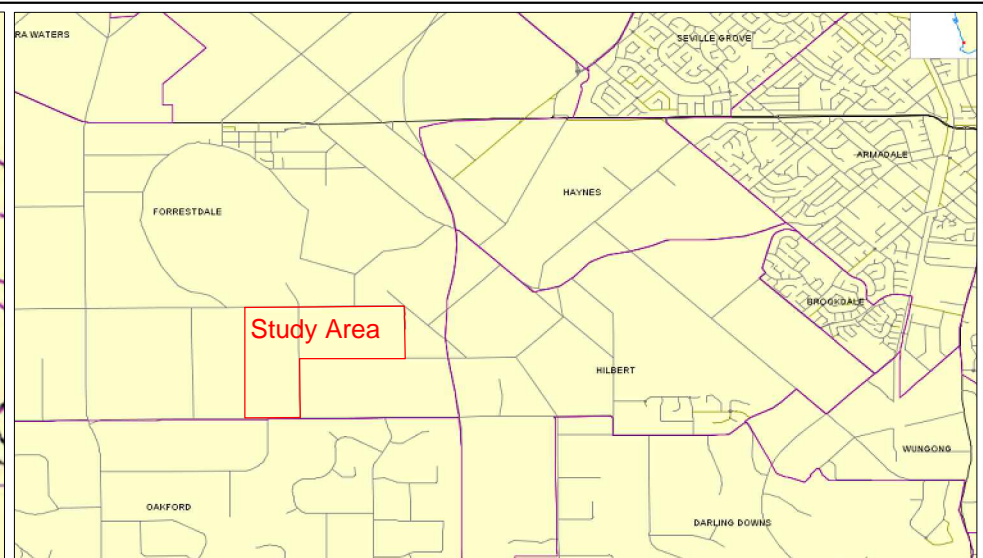 RA WATERS
SEVILLE GROVE
ARMADALE
HAYNES
FORRESTDALE
BROOKDALE
Study Area
HILBERT
WUNGONG
OAKFORD
DARLING DOWNS